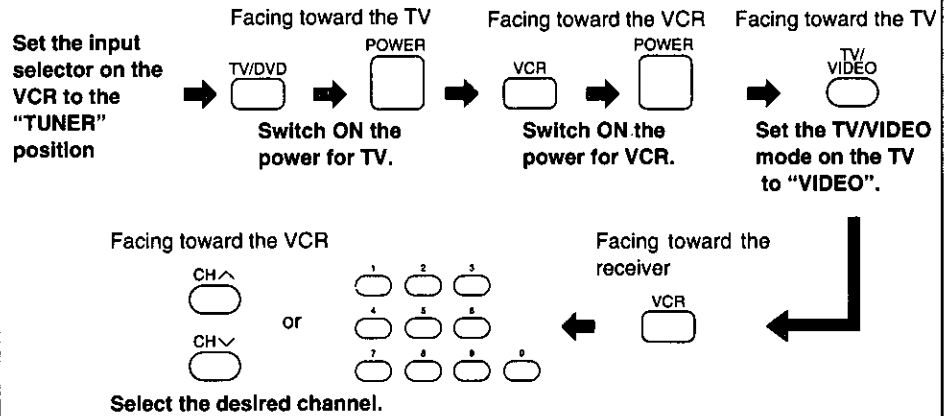 Set the input
selector on the
VCR to the
“TUNER”
position
Facing toward the TV
TV/DVD
POWER
Switch ON the
power for TV.
Facing toward the VCR
VCR
POWER
Switch ON the
power for VCR.
Facing toward the TV
TV/
VIDEO
Set the TV/VIDEO
mode on the TV
to “VIDEO”.
Facing toward the
receiver
VCR
Facing toward the VCR
CH
CH
or
1 2 3
4 5 6
7 8 9 0
Select the desired channel.